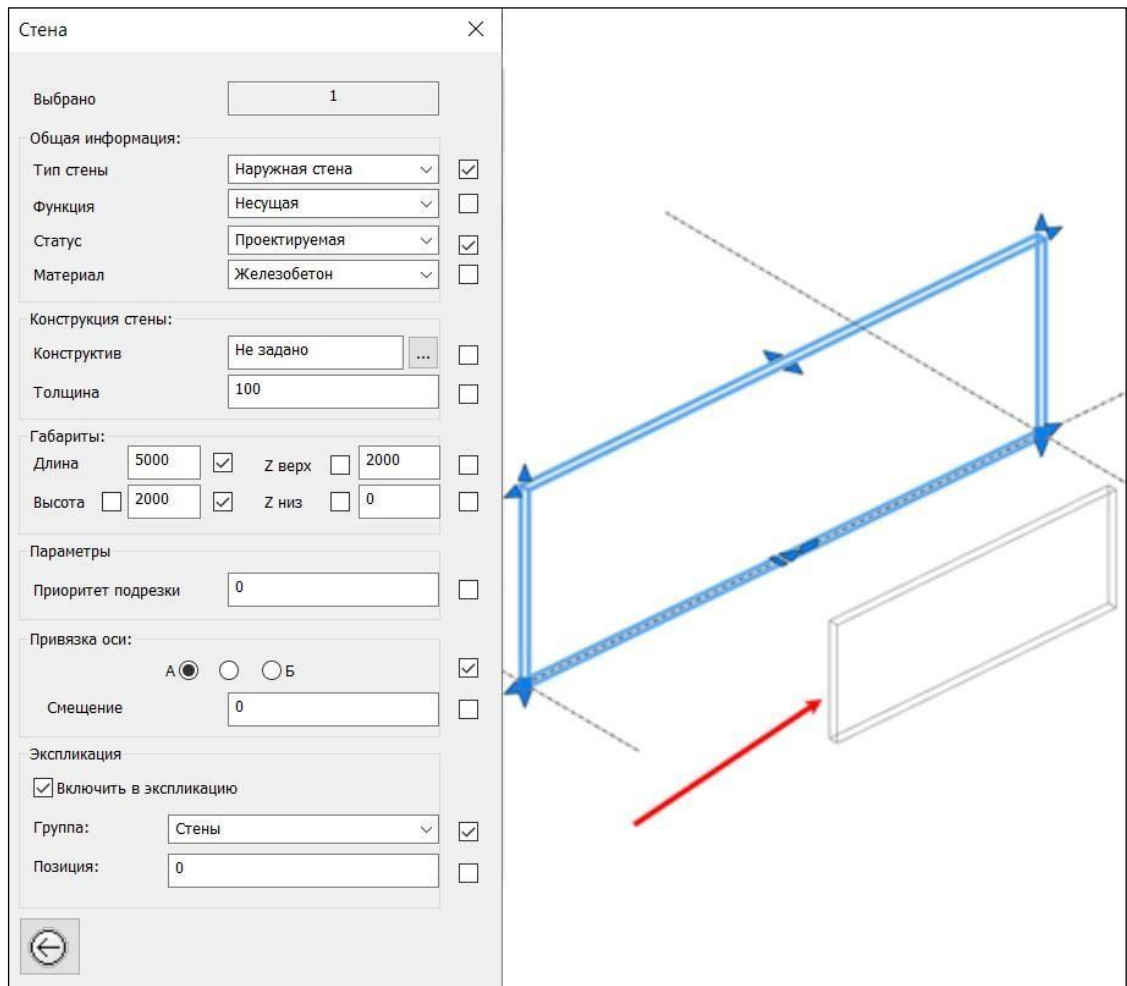 Стена
Выбрано 1
Общая информация:
Тип стены Наружная стена
Функция Несущая
Статус Проектируемая
Материал Железобетон
Конструкция стены:
Конструктив Не задано ...
Толщина 100
Габариты:
Длина 5000 Z верх 2000
Высота 2000 Z низ 0
Параметры
Приоритет подрезки 0
Привязка оси:
А Б
Смещение 0
Экспликация
Включить в экспликацию
Группа: Стены
Позиция: 0